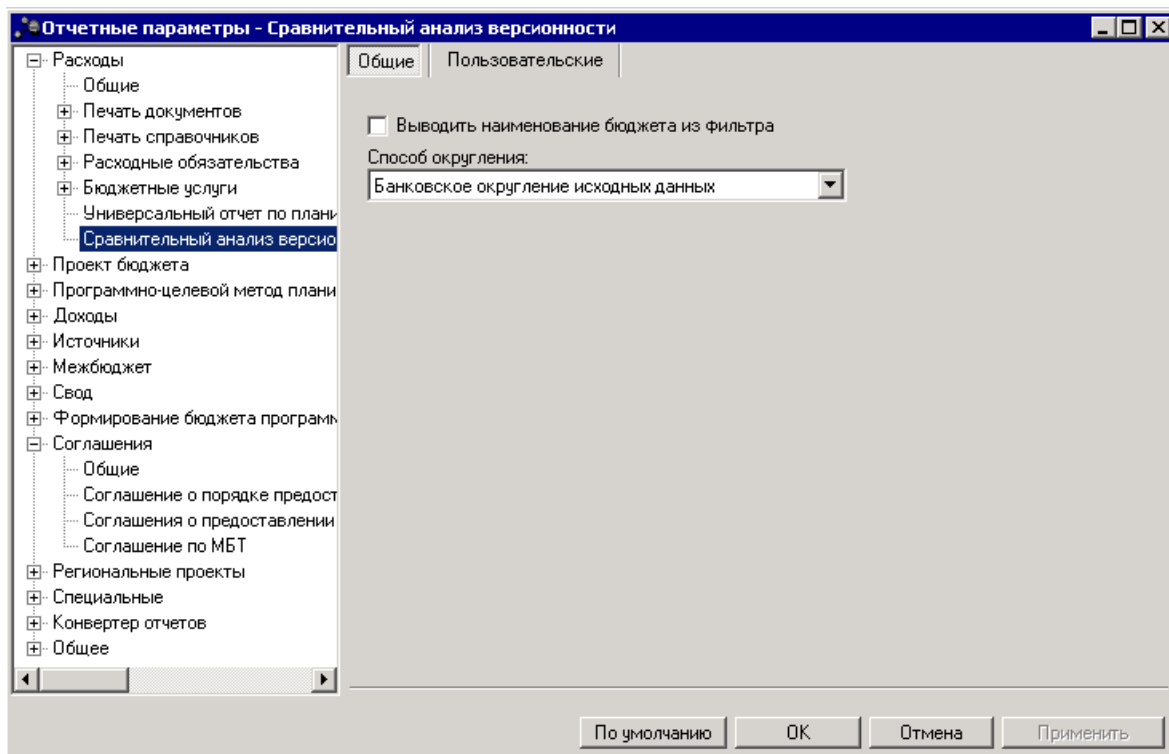 Отчетные параметры - Сравнительный анализ версионности
Расходы
Общие
Печать документов
Печать справочников
Расходные обязательства
Бюджетные услуги
Универсальный отчет по плани
Сравнительный анализ версио
Проект бюджета
Программно-целевой метод плани
Доходы
Источники
Межбюджет
Свод
Формирование бюджета программ
Соглашения
Общие
Соглашение о порядке предост
Соглашения о предоставлении
Соглашение по МБТ
Региональные проекты
Специальные
Конвертер отчетов
Общее
Общие Пользовательские
Выводить наименование бюджета из фильтра
Способ округления:
Банковское округление исходных данных
По умолчанию OK Отмена Применить